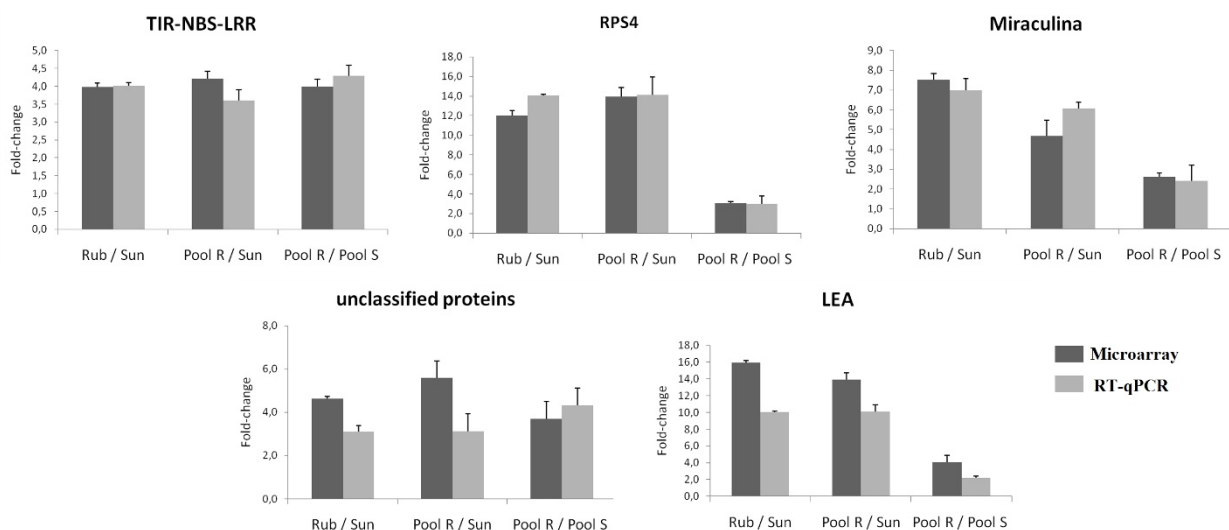 TIR-NBS-LRR
Fold-change
5,0
4,5
4,0
3,5
3,0
2,5
2,0
1,5
1,0
0,5
0,0
Rub / Sun
Pool R / Sun
Pool R / Pool S
RPS4
Fold-change
18,0
16,0
14,0
12,0
10,0
8,0
6,0
4,0
2,0
0,0
Rub / Sun
Pool R / Sun
Pool R / Pool S
Miraculina
Fold-change
9,0
8,0
7,0
6,0
5,0
4,0
3,0
2,0
1,0
0,0
Rub / Sun
Pool R / Sun
Pool R / Pool S
unclassified proteins
Fold-change
8,0
6,0
4,0
2,0
0,0
Rub / Sun
Pool R / Sun
Pool R / Pool S
LEA
Fold-change
18,0
16,0
14,0
12,0
10,0
8,0
6,0
4,0
2,0
0,0
Rub / Sun
Pool R / Sun
Pool R / Pool S
Microarray
RT-qPCR